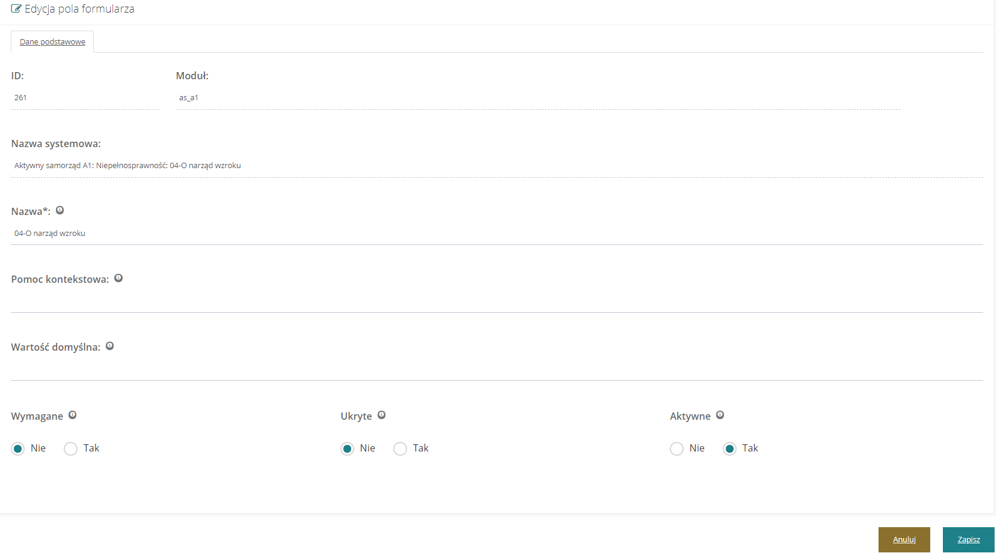 Edycja pola formularza
Dane podstawowe
ID: Moduł:
261 as_a1
Nazwa systemowa:
Aktywny samorząd A1: Niepełnosprawność: 04-O narząd wzroku
Nazwa*:
04-O narząd wzroku
Pomoc kontekstowa:
Wartość domyślna:
Wymagane Ukryte Aktywne
Nie Tak Nie Tak Nie Tak
Anuluj Zapisz